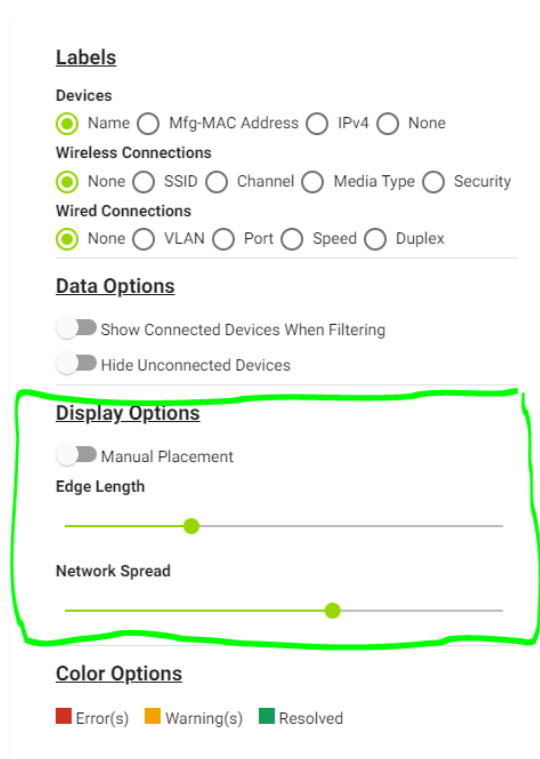 Labels
Devices
Name Mfg-MAC Address IPv4 None
Wireless Connections
None SSID Channel Media Type Security
Wired Connections
None VLAN Port Speed Duplex
Data Options
Show Connected Devices When Filtering
Hide Unconnected Devices
Display Options
Manual Placement
Edge Length
Network Spread
Color Options
Error(s) Warning(s) Resolved